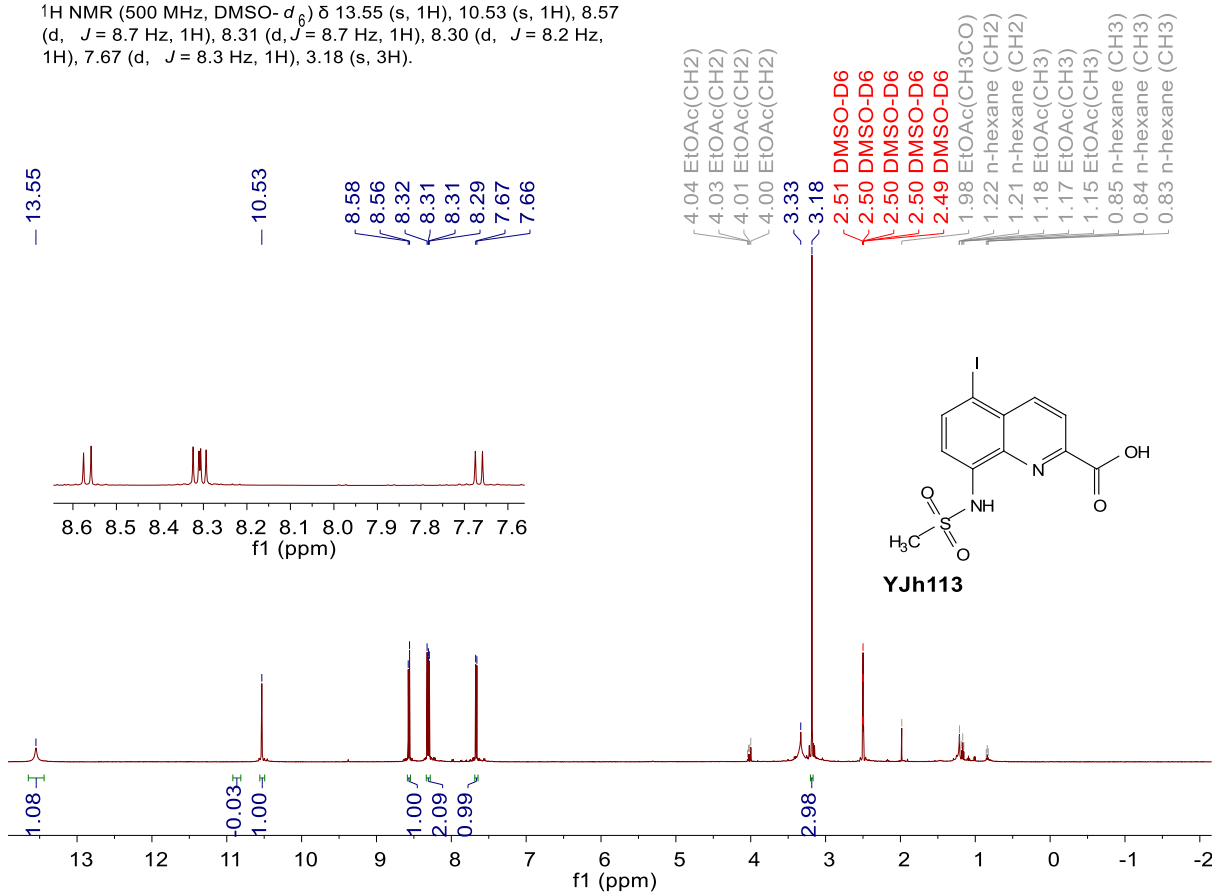 ¹H NMR (500 MHz, DMSO-d₆) δ 13.55 (s, 1H), 10.53 (s, 1H), 8.57
(d, J = 8.7 Hz, 1H), 8.31 (d, J = 8.7 Hz, 1H), 8.30 (d, J = 8.2 Hz,
1H), 7.67 (d, J = 8.3 Hz, 1H), 3.18 (s, 3H).
13.55
10.53
8.58
8.56
8.32
8.31
8.31
8.29
7.67
7.66
4.04 EtOAc(CH2)
4.03 EtOAc(CH2)
4.01 EtOAc(CH2)
4.00 EtOAc(CH2)
3.33
3.18
2.51 DMSO-D6
2.50 DMSO-D6
2.50 DMSO-D6
2.50 DMSO-D6
2.49 DMSO-D6
1.98 EtOAc(CH3CO)
1.22 n-hexane (CH2)
1.21 n-hexane (CH2)
1.18 EtOAc(CH3)
1.17 EtOAc(CH3)
1.15 EtOAc(CH3)
0.85 n-hexane (CH3)
0.84 n-hexane (CH3)
0.83 n-hexane (CH3)
8.6 8.5 8.4 8.3 8.2 8.1 8.0 7.9 7.8 7.7 7.6
f1 (ppm)
I
N
OH
O
NH
O
S
H₃C
O
YJh113
1.08
-0.03
1.00
1.00
2.09
0.99
2.98
13 12 11 10 9 8 7 6 5 4 3 2 1 0 -1 -2
f1 (ppm)